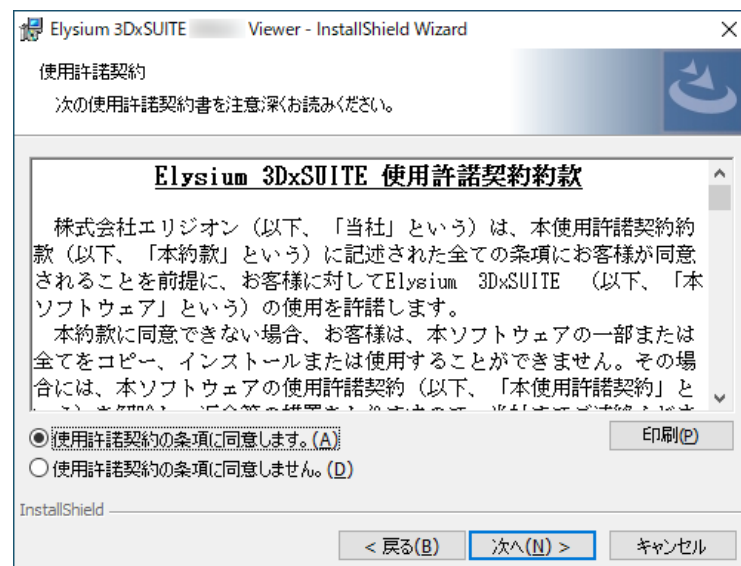 Elysium 3DxSUITE Viewer - InstallShield Wizard
使用許諾契約
次の使用許諾契約書を注意深くお読みください。
Elysium 3DxSUITE 使用許諾契約約款
株式会社エリジオン（以下、「当社」という）は、本使用許諾契約約
款（以下、「本約款」という）に記述された全ての条項にお客様が同意
されることを前提に、お客様に対してElysium 3DxSUITE （以下、「本
ソフトウェア」という）の使用を許諾します。
本約款に同意できない場合、お客様は、本ソフトウェアの一部または
全てをコピー、インストールまたは使用することができません。その場
合には、本ソフトウェアの使用許諾契約（以下、「本使用許諾契約」と
使用許諾契約の条項に同意します。(A)
印刷(P)
使用許諾契約の条項に同意しません。(D)
InstallShield
< 戻る(B)
次へ(N) >
キャンセル